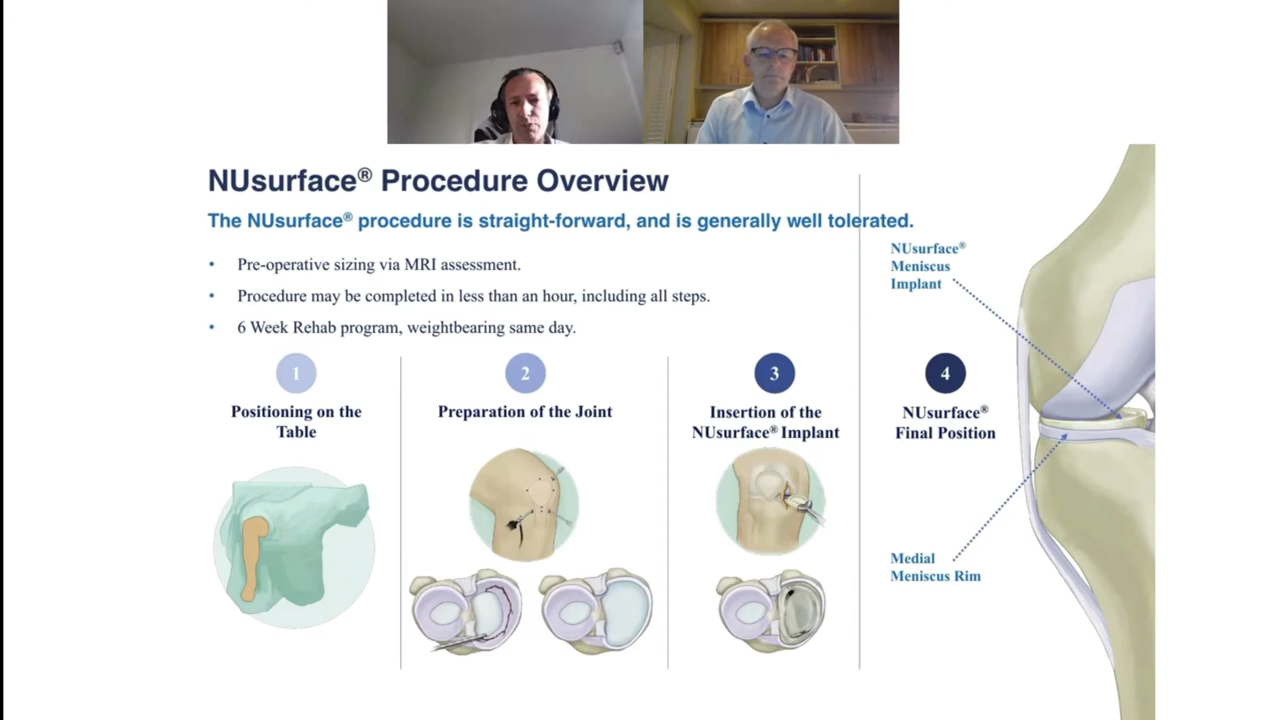 NUsurface® Procedure Overview
The NUsurface® procedure is straight-forward, and is generally well tolerated.
• Pre-operative sizing via MRI assessment.
• Procedure may be completed in less than an hour, including all steps.
• 6 Week Rehab program, weightbearing same day.
1
Positioning on the
Table
2
Preparation of the Joint
3
Insertion of the
NUsurface® Implant
4
NUsurface®
Final Position
NUsurface®
Meniscus
Implant
Medial
Meniscus Rim